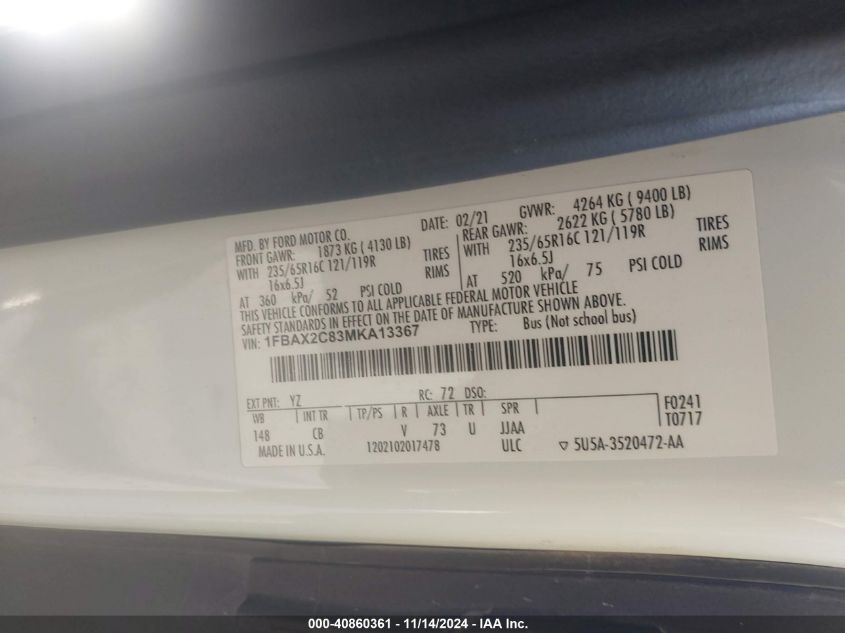 MFD. BY FORD MOTOR CO. DATE: 02/21 GVWR: 4264 KG ( 9400 LB)
FRONT GAWR: 1873 KG ( 4130 LB) REAR GAWR: 2622 KG ( 5780 LB)
WITH 235/65R16C 121/119R TIRES WITH 235/65R16C 121/119R TIRES
16x6.5J RIMS 16x6.5J RIMS
AT 360 kPa/ 52 PSI COLD AT 520 kPa/ 75 PSI COLD
THIS VEHICLE CONFORMS TO ALL APPLICABLE FEDERAL MOTOR VEHICLE
SAFETY STANDARDS IN EFFECT ON THE DATE OF MANUFACTURE SHOWN ABOVE.
VIN: 1FBAX2C83MKA13367 TYPE: Bus (Not school bus)
EXT PNT: YZ RC: 72 DSO: F0241
WB INT TR TP/PS R AXLE TR SPR T0717
148 CB V 73 U JJAA
MADE IN U.S.A. 1202102017478 ULC ▽ 5U5A-3520472-AA
000-40860361 - 11/14/2024 - IAA Inc.